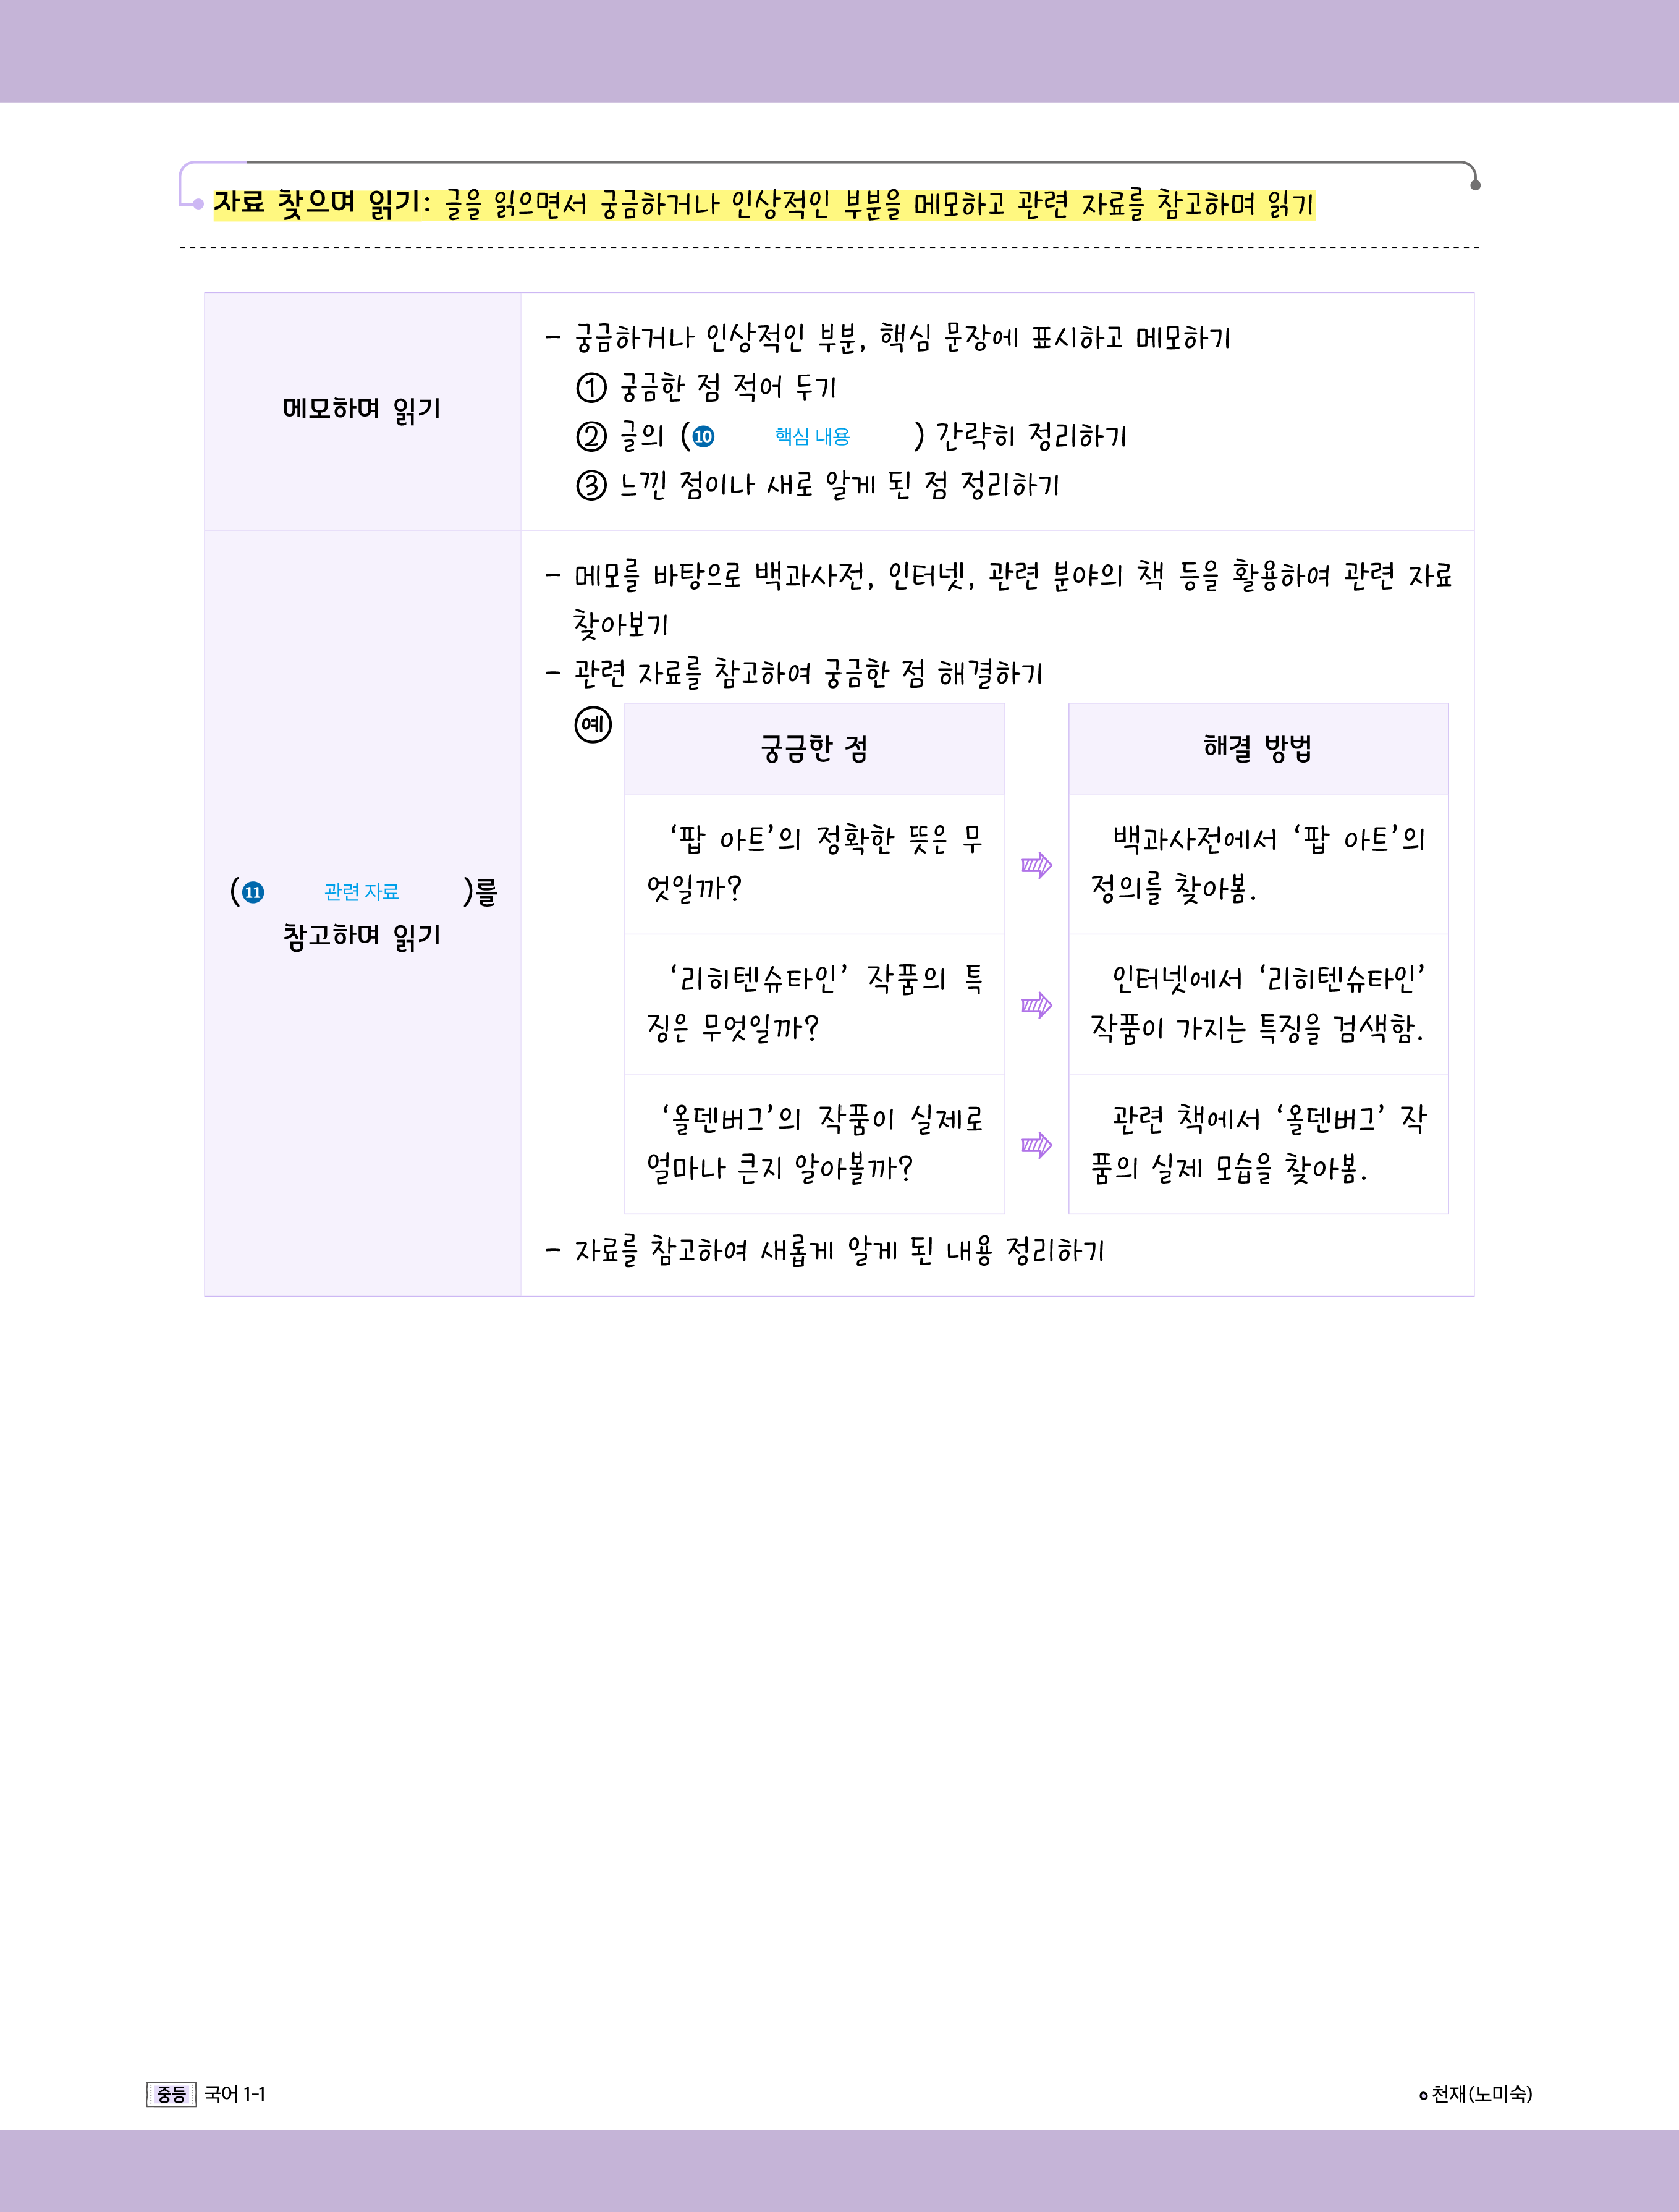 자료 찾으며 읽기: 글을 읽으면서 궁금하거나 인상적인 부분을 메모하고 관련 자료를 참고하며 읽기
메모하며 읽기
- 궁금하거나 인상적인 부분, 핵심 문장에 표시하고 메모하기
① 궁금한 점 적어 두기
② 글의 (10 핵심 내용 ) 간략히 정리하기
③ 느낀 점이나 새로 알게 된 점 정리하기
(11 관련 자료 )를
참고하며 읽기
- 메모를 바탕으로 백과사전, 인터넷, 관련 분야의 책 등을 활용하여 관련 자료
찾아보기
- 관련 자료를 참고하여 궁금한 점 해결하기
예
궁금한 점
해결 방법
‘팝 아트’의 정확한 뜻은 무
엇일까?
백과사전에서 ‘팝 아트’의
정의를 찾아봄.
‘리히텐슈타인’ 작품의 특
징은 무엇일까?
인터넷에서 ‘리히텐슈타인’
작품이 가지는 특징을 검색함.
‘올덴버그’의 작품이 실제로
얼마나 큰지 알아볼까?
관련 책에서 ‘올덴버그’ 작
품의 실제 모습을 찾아봄.
- 자료를 참고하여 새롭게 알게 된 내용 정리하기
중등 국어 1-1
천재(노미숙)